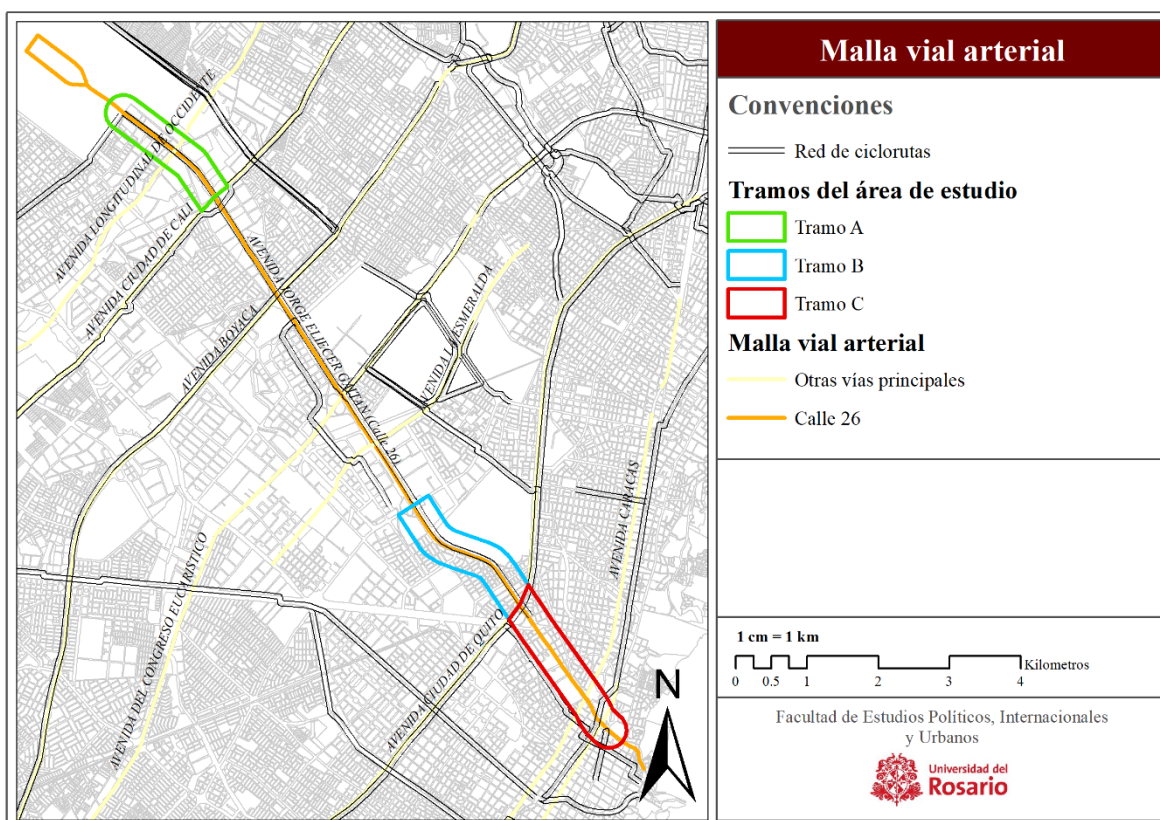 Malla vial arterial
Convenciones
Red de ciclorutas
Tramos del área de estudio
Tramo A
Tramo B
Tramo C
Malla vial arterial
Otras vías principales
Calle 26
1 cm = 1 km
Kilometros
0 0.5 1 2 3 4
Facultad de Estudios Políticos, Internacionales
y Urbanos
Universidad del
Rosario
AVENIDA LONGITUDINAL DE OCCIDENTE
AVENIDA CIUDAD DE CALI
AVENIDA BOYACA
AVENIDA JORGE ELIECER GAITAN (Calle 26)
AVENIDA LA ESMERALDA
AVENIDA CARACAS
AVENIDA DEL CONGRESO EUCARISTICO
AVENIDA CIUDAD DE QUITO
N